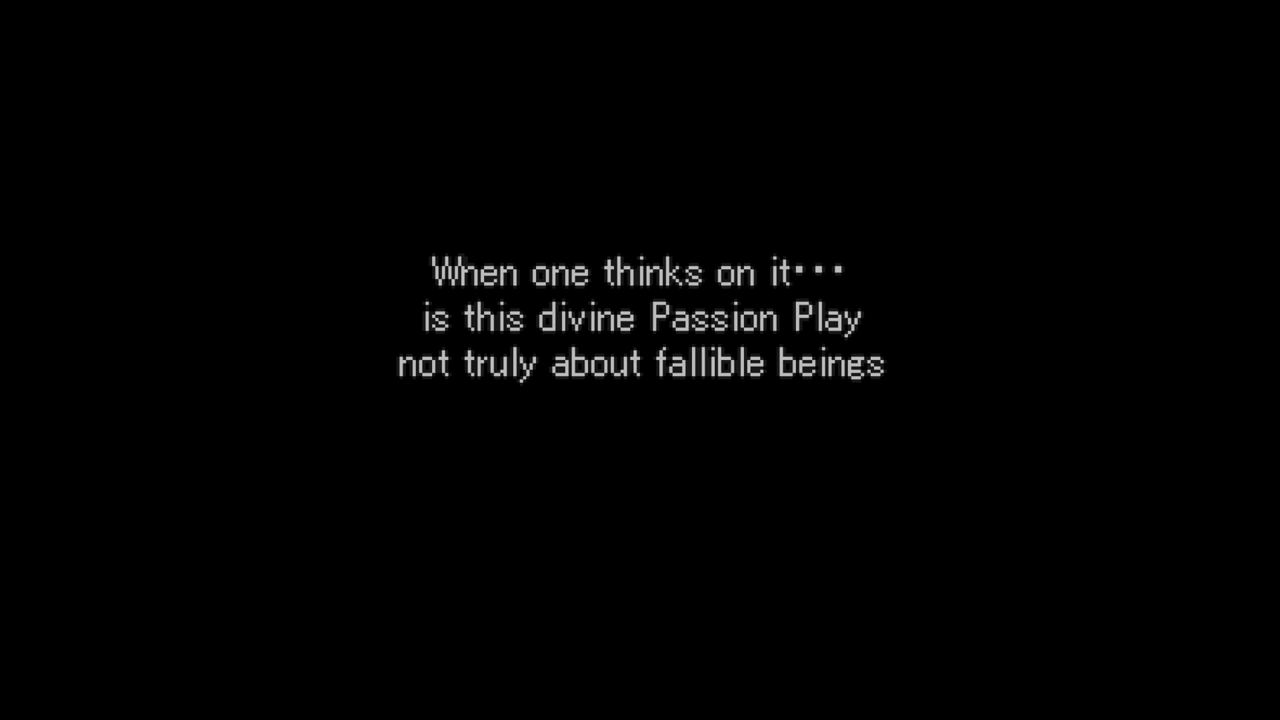 When one thinks on it･･･
is this divine Passion Play
not truly about fallible beings